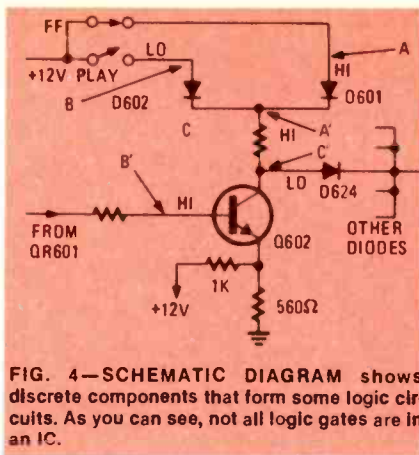 FF
A
LO
HI
+12V PLAY
B
D602
D601
C
A'
HI
C'
B'
LO
D624
HI
FROM
QR601
Q602
OTHER
DIODES
1K
+12V
560Ω
FIG. 4—SCHEMATIC DIAGRAM shows
discrete components that form some logic cir
cuits. As you can see, not all logic gates are in
an IC.